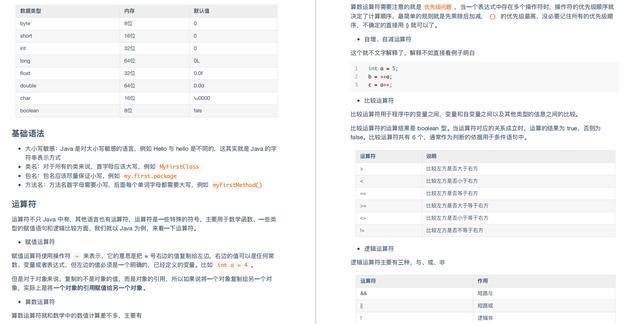 数据类型 内存 默认值
byte 8位 0
short 16位 0
int 32位 0
long 64位 0L
float 32位 0.0f
double 64位 0.0d
char 16位 \u0000
boolean 8位 fals
基础语法
• 大小写敏感：Java 是对大小写敏感的语言，例如 Hello 与 hello 是不同的，这其实就是 Java 的字
符串表示方式
• 类名：对于所有的类来说，首字母应该大写，例如 MyFirstClass
• 包名：包名应该尽量保证小写，例如 my.first.package
• 方法名：方法名首字母需要小写，后面每个单词字母都需要大写，例如 myFirstMethod()
运算符
运算符不只 Java 中有，其他语言也有运算符，运算符是一些特殊的符号，主要用于数学函数、一些类
型的赋值语句和逻辑比较方面，我们就以 Java 为例，来看一下运算符。
• 赋值运算符
赋值运算符使用操作符 = 来表示，它的意思是把 = 号右边的值复制给左边，右边的值可以是任何常
数、变量或者表达式，但左边的值必须是一个明确的，已经定义的变量。比如 int a = 4 。
但是对于对象来说，复制的不是对象的值，而是对象的引用，所以如果说将一个对象复制给另一个对
象，实际上是将一个对象的引用赋值给另一个对象。
• 算数运算符
算数运算符就和数学中的数值计算差不多，主要有
算数运算符需要注意的就是 优先级问题 ，当一个表达式中存在多个操作符时，操作符的优先级顺序就
决定了计算顺序，最简单的规则就是先乘除后加减， () 的优先级最高，没必要记住所有的优先级顺
序，不确定的直接用 () 就可以了。
• 自增、自减运算符
这个就不文字解释了，解释不如直接看例子明白
1 int a = 5;
2 b = ++a;
3 c = a++;
• 比较运算符
比较运算符用于程序中的变量之间，变量和自变量之间以及其他类型的信息之间的比较。
比较运算符的运算结果是 boolean 型。当运算符对应的关系成立时，运算的结果为 true，否则为
false。比较运算符共有 6 个，通常作为判断的依据用于条件语句中。
运算符 说明
> 比较左方是否大于右方
< 比较左方是否小于右方
== 比较左方是否等于右方
>= 比较左方是否大于等于右方
<= 比较左方是否小于等于右方
!= 比较左方是否不等于右方
• 逻辑运算符
逻辑运算符主要有三种，与、或、非
运算符 作用
&& 短路与
|| 短路或
! 逻辑非